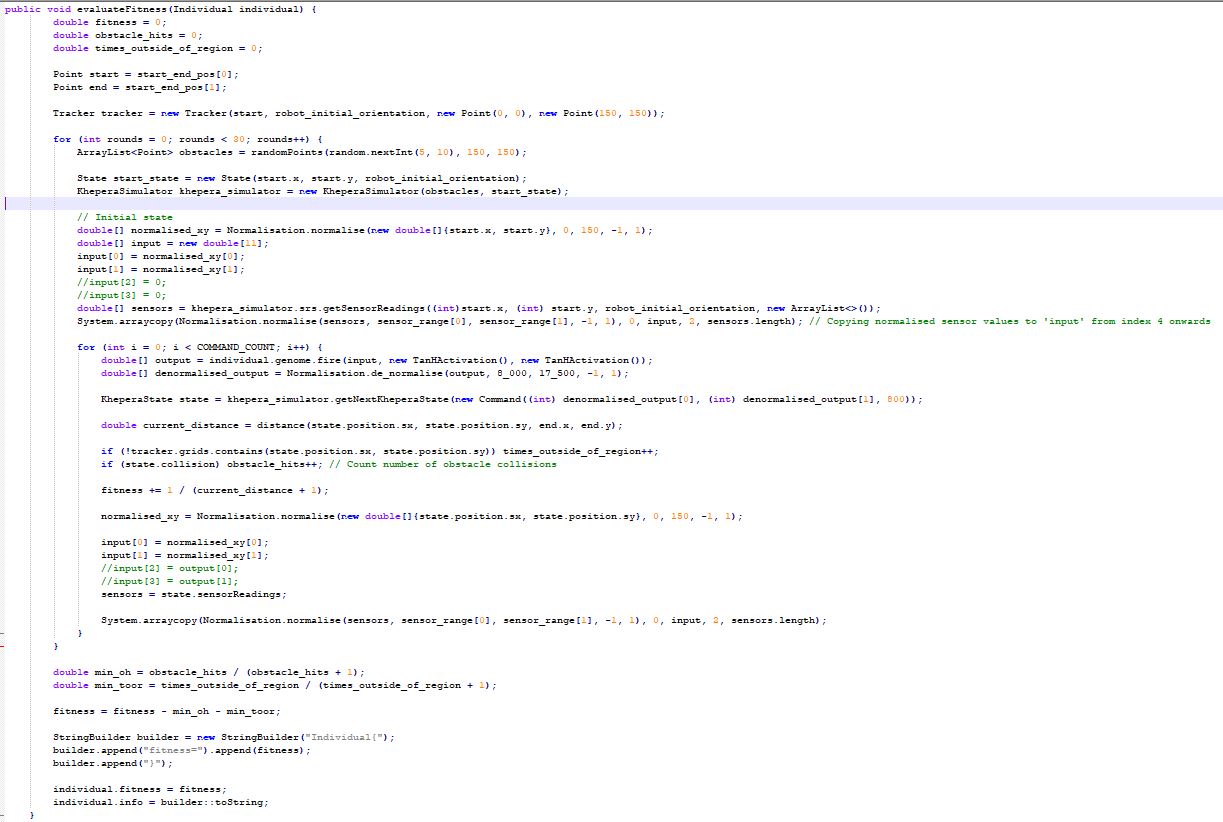 public void evaluateFitness(Individual individual) {
double fitness = 0;
double obstacle_hits = 0;
double times_outside_of_region = 0;
Point start = start_end_pos[0];
Point end = start_end_pos[1];
Tracker tracker = new Tracker(start, robot_initial_orientation, new Point(0, 0), new Point(150, 150));
for (int rounds = 0; rounds < 30; rounds++) {
ArrayList<Point> obstacles = randomPoints(random.nextInt(5, 10), 150, 150);
State start_state = new State(start.x, start.y, robot_initial_orientation);
KheperaSimulator khepera_simulator = new KheperaSimulator(obstacles, start_state);
// Initial state
double[] normalised_xy = Normalisation.normalise(new double[]{start.x, start.y}, 0, 150, -1, 1);
double[] input = new double[11];
input[0] = normalised_xy[0];
input[1] = normalised_xy[1];
//input[2] = 0;
//input[3] = 0;
double[] sensors = khepera_simulator.srs.getSensorReadings((int)start.x, (int) start.y, robot_initial_orientation, new ArrayList<>());
System.arraycopy(Normalisation.normalise(sensors, sensor_range[0], sensor_range[1], -1, 1), 0, input, 2, sensors.length); // Copying normalised sensor values to 'input' from index 4 onwards
for (int i = 0; i < COMMAND_COUNT; i++) {
double[] output = individual.genome.fire(input, new TanHActivation(), new TanHActivation());
double[] denormalised_output = Normalisation.de_normalise(output, 8_000, 17_500, -1, 1);
KheperaState state = khepera_simulator.getNextKheperaState(new Command((int) denormalised_output[0], (int) denormalised_output[1], 800));
double current_distance = distance(state.position.sx, state.position.sy, end.x, end.y);
if (!tracker.grids.contains(state.position.sx, state.position.sy)) times_outside_of_region++;
if (state.collision) obstacle_hits++; // Count number of obstacle collisions
fitness += 1 / (current_distance + 1);
normalised_xy = Normalisation.normalise(new double[]{state.position.sx, state.position.sy}, 0, 150, -1, 1);
input[0] = normalised_xy[0];
input[1] = normalised_xy[1];
//input[2] = output[0];
//input[3] = output[1];
sensors = state.sensorReadings;
System.arraycopy(Normalisation.normalise(sensors, sensor_range[0], sensor_range[1], -1, 1), 0, input, 2, sensors.length);
}
}
double min_oh = obstacle_hits / (obstacle_hits + 1);
double min_toor = times_outside_of_region / (times_outside_of_region + 1);
fitness = fitness - min_oh - min_toor;
StringBuilder builder = new StringBuilder("Individual{");
builder.append("fitness=").append(fitness);
builder.append("}");
individual.fitness = fitness;
individual.info = builder::toString;
}